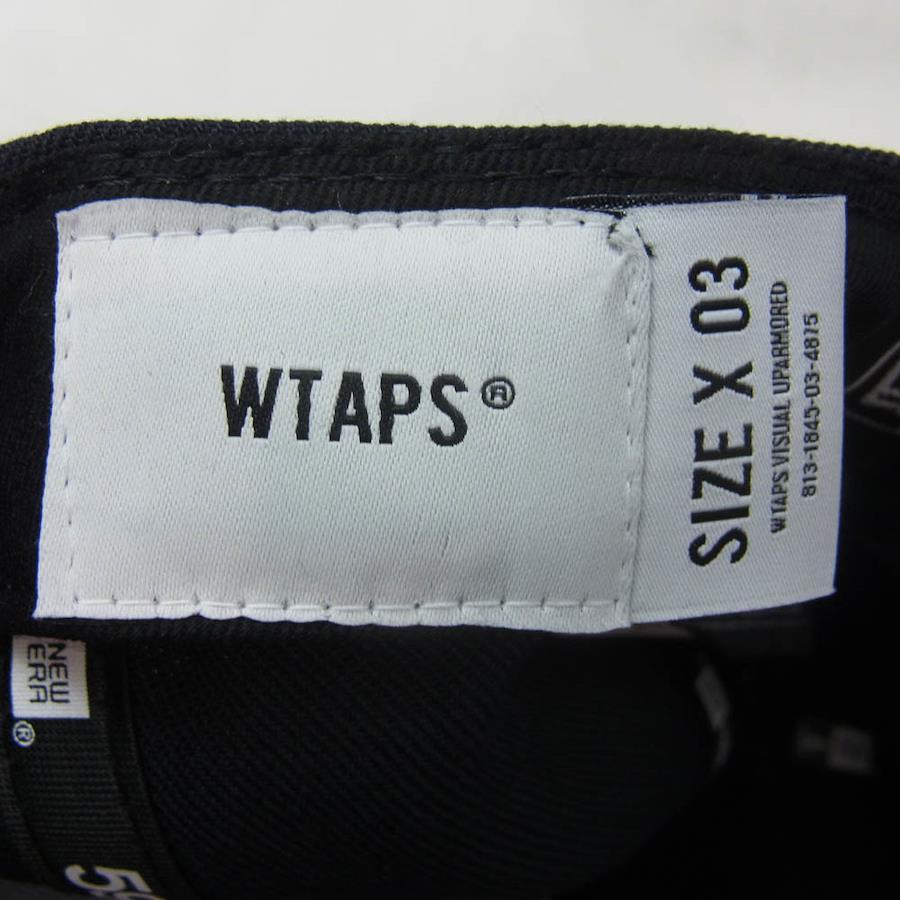 WTAPS®
SIZE X 03
WTAPS VISUAL UPARMORED
813-1845-03-4875
NEW
ERA
®